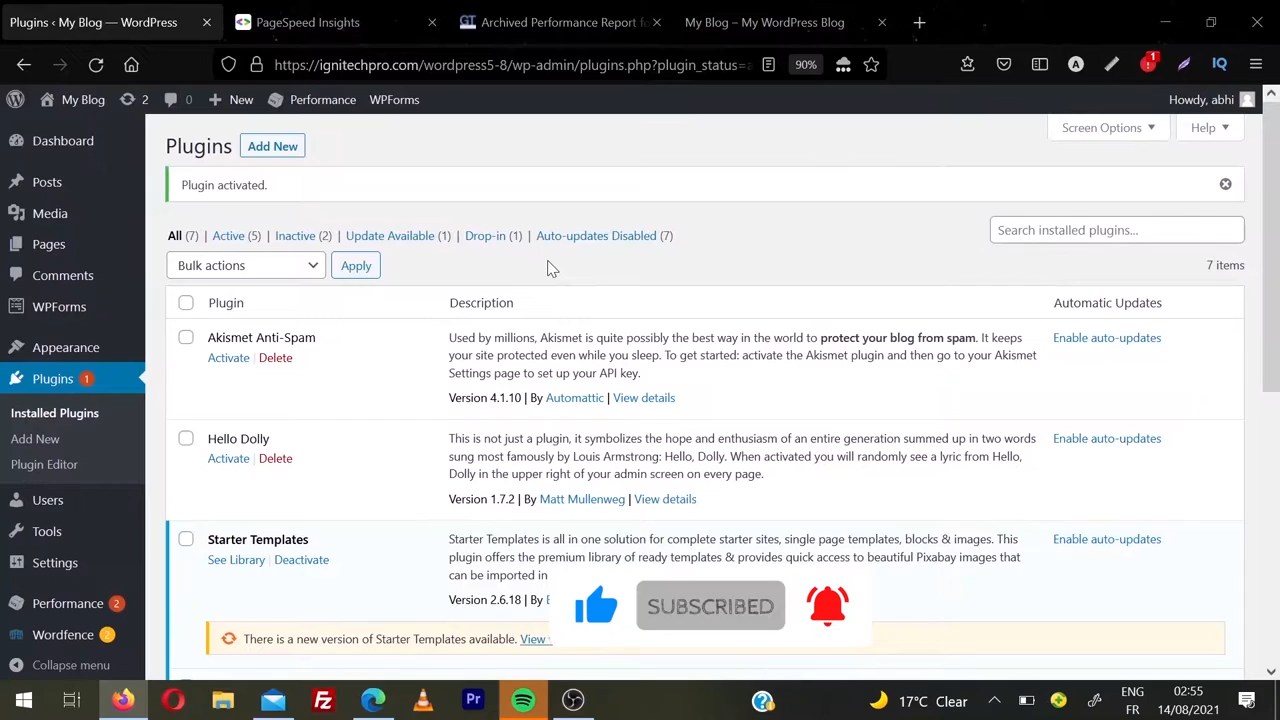 Plugins ‹ My Blog — WordPress
PageSpeed Insights
GT
Archived Performance Report for
My Blog – My WordPress Blog
https://ignitechpro.com/wordpress5-8/wp-admin/plugins.php?plugin_status=
90%
A
1
IQ
My Blog
2
0
New
Performance
WPForms
Howdy, abhi
Dashboard
Posts
Media
Pages
Comments
WPForms
Appearance
Plugins 1
Installed Plugins
Add New
Plugin Editor
Users
Tools
Settings
Performance 2
Wordfence 2
Collapse menu
Screen Options
Help
Plugins
Add New
Plugin activated.
All (7) | Active (5) | Inactive (2) | Update Available (1) | Drop-in (1) | Auto-updates Disabled (7)
Search installed plugins...
Bulk actions
Apply
7 items
Plugin
Description
Automatic Updates
Akismet Anti-Spam
Activate | Delete
Used by millions, Akismet is quite possibly the best way in the world to protect your blog from spam. It keeps
your site protected even while you sleep. To get started: activate the Akismet plugin and then go to your Akismet
Settings page to set up your API key.
Version 4.1.10 | By Automattic | View details
Enable auto-updates
Hello Dolly
Activate | Delete
This is not just a plugin, it symbolizes the hope and enthusiasm of an entire generation summed up in two words
sung most famously by Louis Armstrong: Hello, Dolly. When activated you will randomly see a lyric from Hello,
Dolly in the upper right of your admin screen on every page.
Version 1.7.2 | By Matt Mullenweg | View details
Enable auto-updates
Starter Templates
See Library | Deactivate
Starter Templates is all in one solution for complete starter sites, single page templates, blocks & images. This
plugin offers the premium library of ready templates & provides quick access to beautiful Pixabay images that
can be imported in
Version 2.6.18 | By
Enable auto-updates
There is a new version of Starter Templates available. View
SUBSCRIBED
Pr
17°C Clear
ENG
FR
02:55
14/08/2021